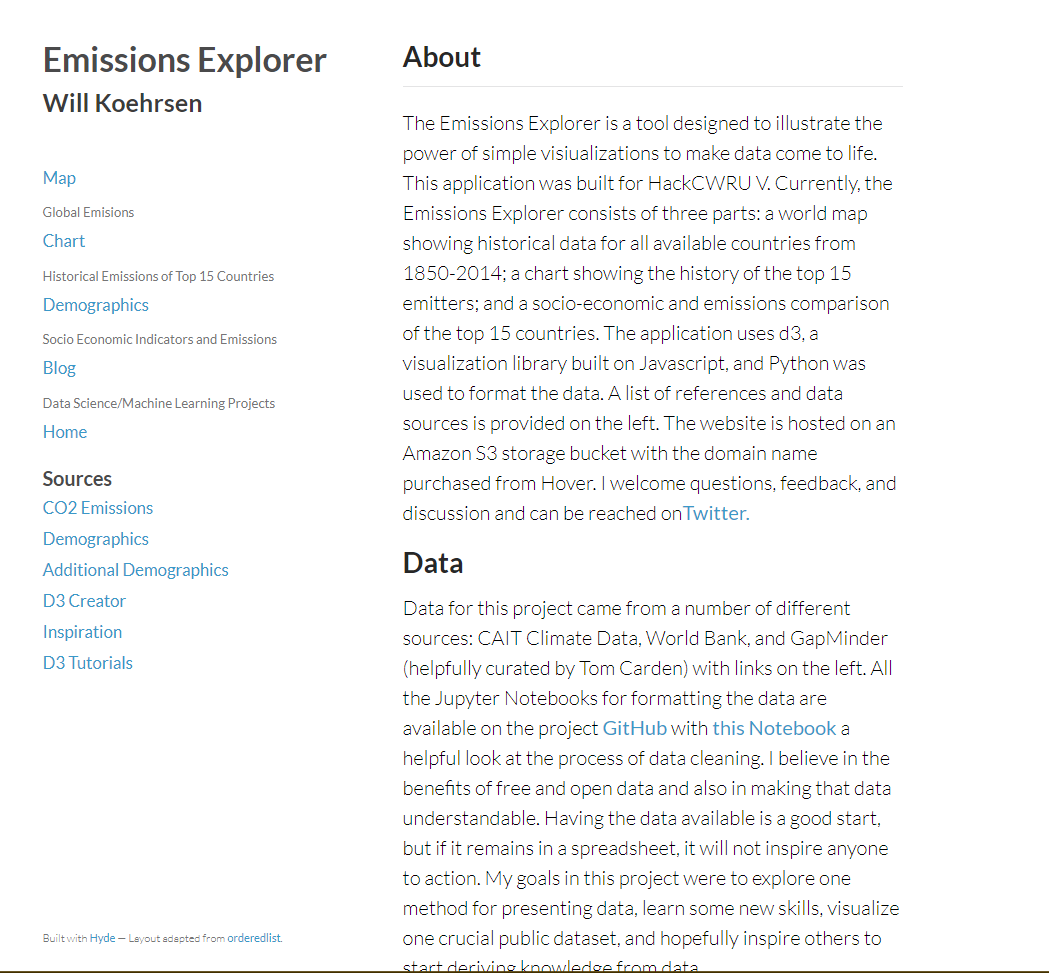 Emissions Explorer
Will Koehrsen
Map
Global Emisions
Chart
Historical Emissions of Top 15 Countries
Demographics
Socio Economic Indicators and Emissions
Blog
Data Science/Machine Learning Projects
Home
Sources
CO2 Emissions
Demographics
Additional Demographics
D3 Creator
Inspiration
D3 Tutorials
Built with Hyde — Layout adapted from orderedlist.
About
The Emissions Explorer is a tool designed to illustrate the
power of simple visiualizations to make data come to life.
This application was built for HackCWRU V. Currently, the
Emissions Explorer consists of three parts: a world map
showing historical data for all available countries from
1850-2014; a chart showing the history of the top 15
emitters; and a socio-economic and emissions comparison
of the top 15 countries. The application uses d3, a
visualization library built on Javascript, and Python was
used to format the data. A list of references and data
sources is provided on the left. The website is hosted on an
Amazon S3 storage bucket with the domain name
purchased from Hover. I welcome questions, feedback, and
discussion and can be reached onTwitter.
Data
Data for this project came from a number of different
sources: CAIT Climate Data, World Bank, and GapMinder
(helpfully curated by Tom Carden) with links on the left. All
the Jupyter Notebooks for formatting the data are
available on the project GitHub with this Notebook a
helpful look at the process of data cleaning. I believe in the
benefits of free and open data and also in making that data
understandable. Having the data available is a good start,
but if it remains in a spreadsheet, it will not inspire anyone
to action. My goals in this project were to explore one
method for presenting data, learn some new skills, visualize
one crucial public dataset, and hopefully inspire others to
start deriving knowledge from data.